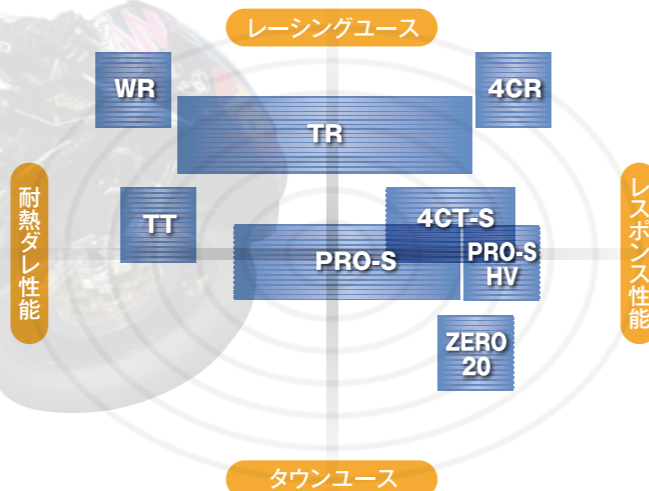 レーシングユース
WR
4CR
TR
耐熱ダレ性能
レスポンス性能
TT
4CT-S
PRO-S
PRO-S
HV
ZERO
20
タウンユース